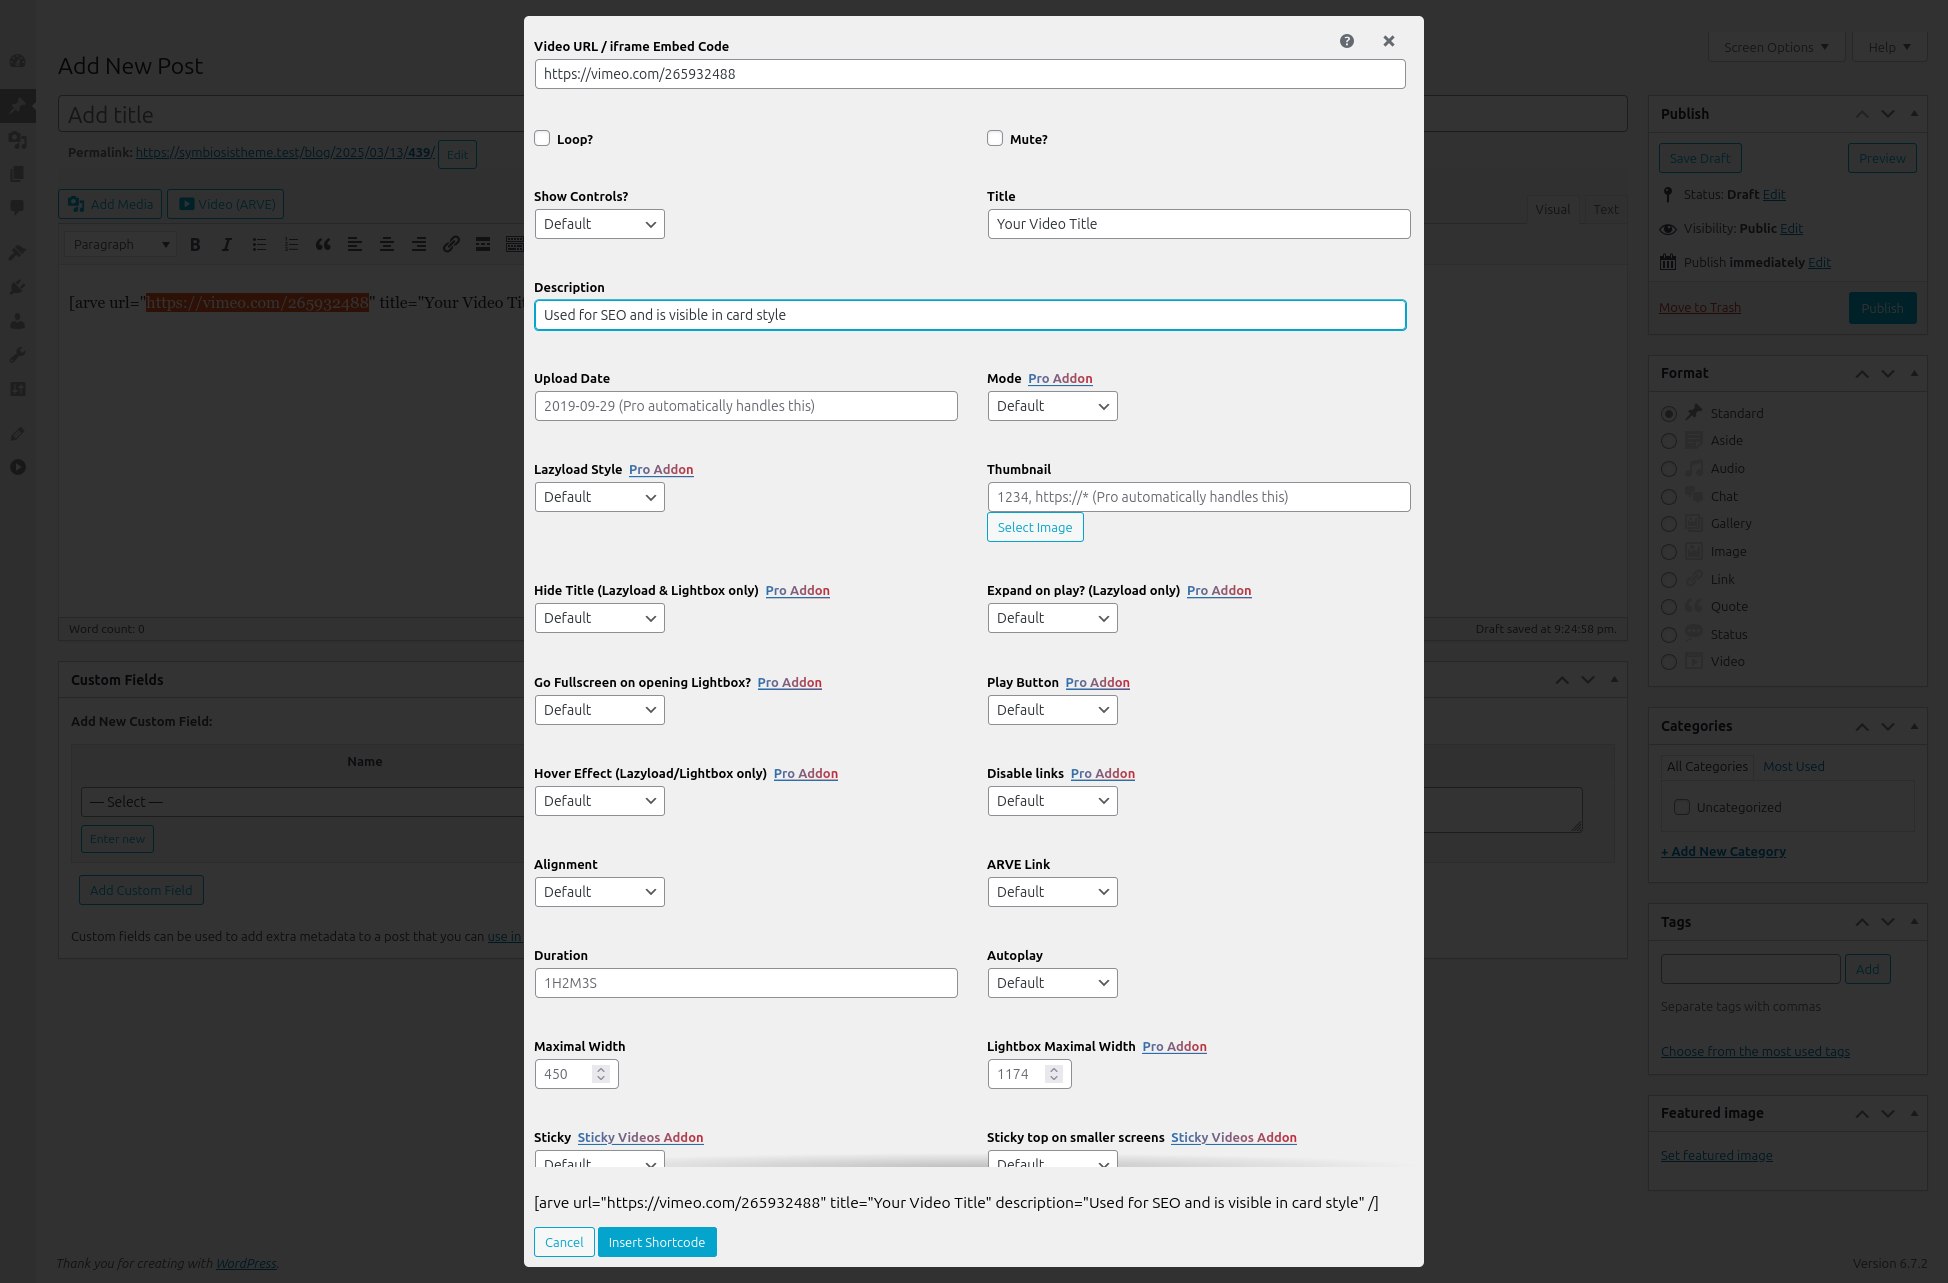 Add New Post
Screen Options
Help
Add title
Permalink: https://symbiosistheme.test/blog/2025/03/13/439/ Edit
Add Media
Video (ARVE)
Visual
Text
Paragraph
[arve url="https://vimeo.com/265932488" title="Your Video Ti
Word count: 0
Draft saved at 9:24:58 pm.
Custom Fields
Add New Custom Field:
Name
— Select —
Enter new
Add Custom Field
Custom fields can be used to add extra metadata to a post that you can use in
Thank you for creating with WordPress.
Version 6.7.2
Video URL / iframe Embed Code
https://vimeo.com/265932488
Loop?
Mute?
Show Controls?
Default
Title
Your Video Title
Description
Used for SEO and is visible in card style
Upload Date
2019-09-29 (Pro automatically handles this)
Mode Pro Addon
Default
Lazyload Style Pro Addon
Default
Thumbnail
1234, https://* (Pro automatically handles this)
Select Image
Hide Title (Lazyload & Lightbox only) Pro Addon
Default
Expand on play? (Lazyload only) Pro Addon
Default
Go Fullscreen on opening Lightbox? Pro Addon
Default
Play Button Pro Addon
Default
Hover Effect (Lazyload/Lightbox only) Pro Addon
Default
Disable links Pro Addon
Default
Alignment
Default
ARVE Link
Default
Duration
1H2M3S
Autoplay
Default
Maximal Width
450
Lightbox Maximal Width Pro Addon
1174
Sticky Sticky Videos Addon
Default
Sticky top on smaller screens Sticky Videos Addon
Default
[arve url="https://vimeo.com/265932488" title="Your Video Title" description="Used for SEO and is visible in card style" /]
Cancel
Insert Shortcode
Publish
Save Draft
Preview
Status: Draft Edit
Visibility: Public Edit
Publish immediately Edit
Move to Trash
Publish
Format
Standard
Aside
Audio
Chat
Gallery
Image
Link
Quote
Status
Video
Categories
All Categories
Most Used
Uncategorized
+ Add New Category
Tags
Add
Separate tags with commas
Choose from the most used tags
Featured image
Set featured image